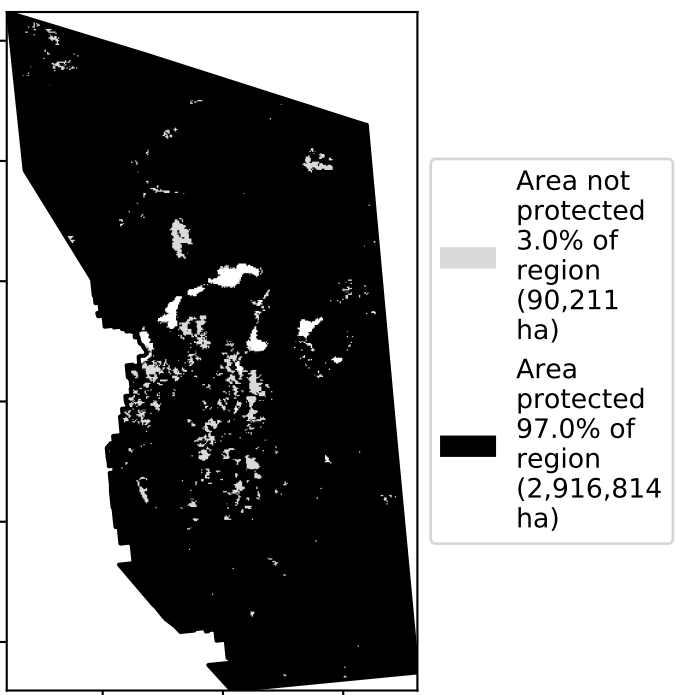 Area not
protected
3.0% of
region
(90,211
ha)
Area
protected
97.0% of
region
(2,916,814
ha)